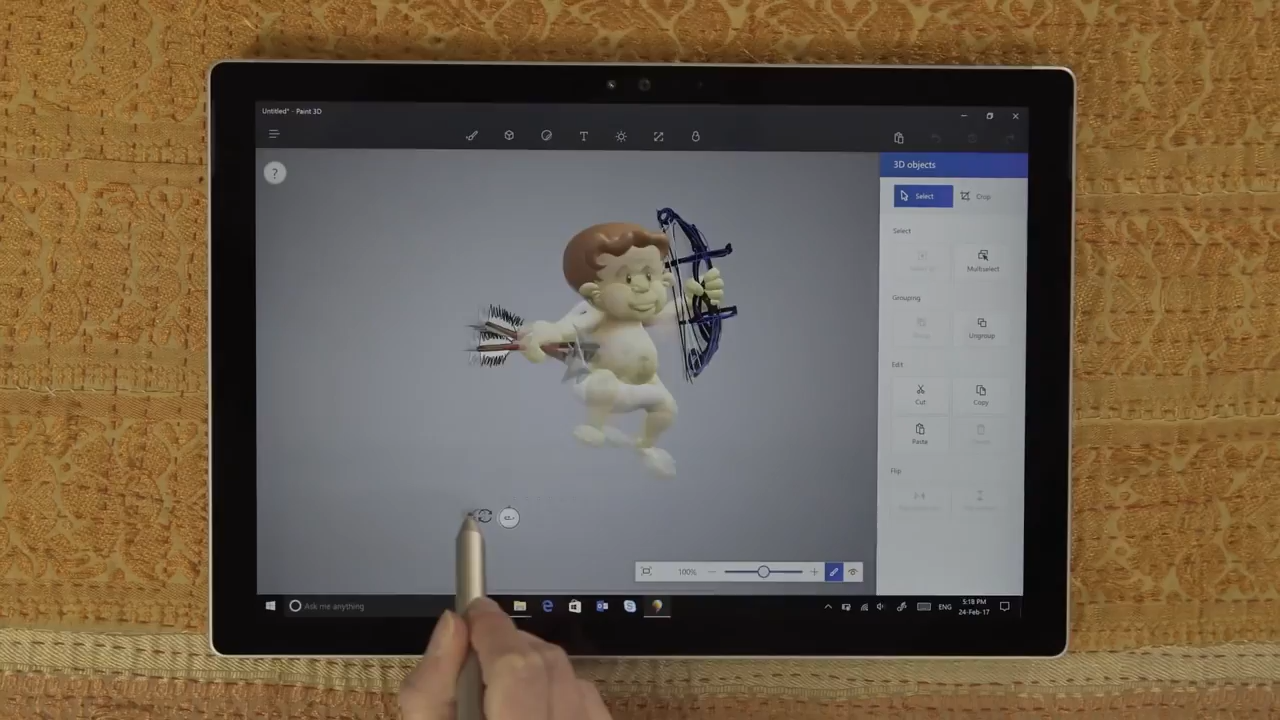 Untitled* - Paint 3D
T
?
3D objects
Select
Crop
Select
Multiselect
Grouping
Ungroup
Edit
Cut
Copy
Paste
Flip
100%
Ask me anything
ENG
5:18 PM
24-Feb-17